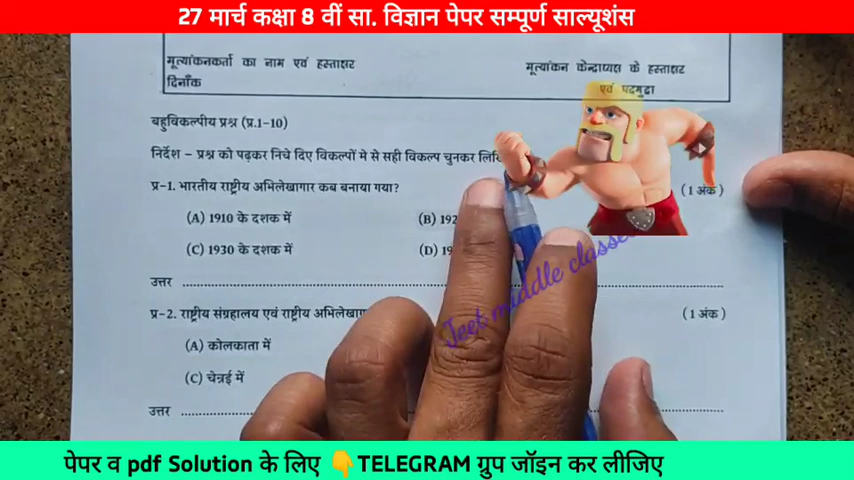 27 मार्च कक्षा 8 वीं सा. विज्ञान पेपर सम्पूर्ण साल्यूशंस
मूल्यांकनकर्ता का नाम एवं हस्ताक्षर
मूल्यांकन केन्द्राध्यक्ष के हस्ताक्षर
दिनाँक
एवं पदमुद्रा
बहुविकल्पीय प्रश्न (प्र.1-10)
निर्देश – प्रश्न को पढ़कर निचे दिए विकल्पों मे से सही विकल्प चुनकर
प्र-1. भारतीय राष्ट्रीय अभिलेखागार कब बनाया गया? (1 अंक)
(A) 1910 के दशक में (B)
(C) 1930 के दशक में (D)
उत्तर
Jeet middle classes
प्र-2. राष्ट्रीय संग्रहालय एवं राष्ट्रीय (1 अंक)
(A) कोलकाता में
(C) चेन्नई में
उत्तर
पेपर व pdf Solution के लिए 👇 TELEGRAM ग्रुप जॉइन कर लीजिए